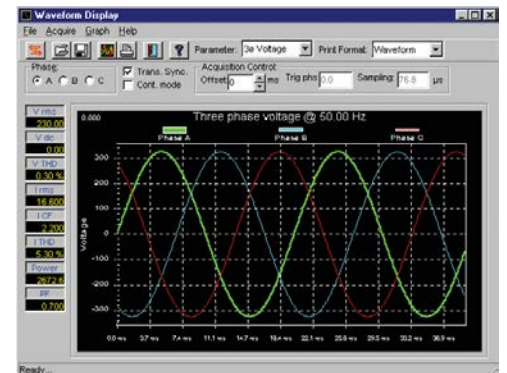 Waveform Display
File Acquire Graph Help
Parameter: 3ø Voltage Print Format: Waveform
Phase:
A B C
Trans. Sync.
Cont. mode
Acquisition Control:
Offset 0 ms Trig phs 0.0 Sampling: 76.8 µs
V rms
230.00
V dc
0.00
V THD
0.30 %
I rms
16.600
I CF
2.200
I THD
5.30 %
Power
2672.6
PF
0.700
0.000
Three phase voltage @ 50.00 Hz
Phase A Phase B Phase C
Voltage
300
200
100
0
-100
-200
-300
0.0 ms 3.7 ms 7.4 ms 11.1 ms 14.7 ms 18.4 ms 22.1 ms 25.8 ms 29.5 ms 33.2 ms 36.9 ms
Ready...